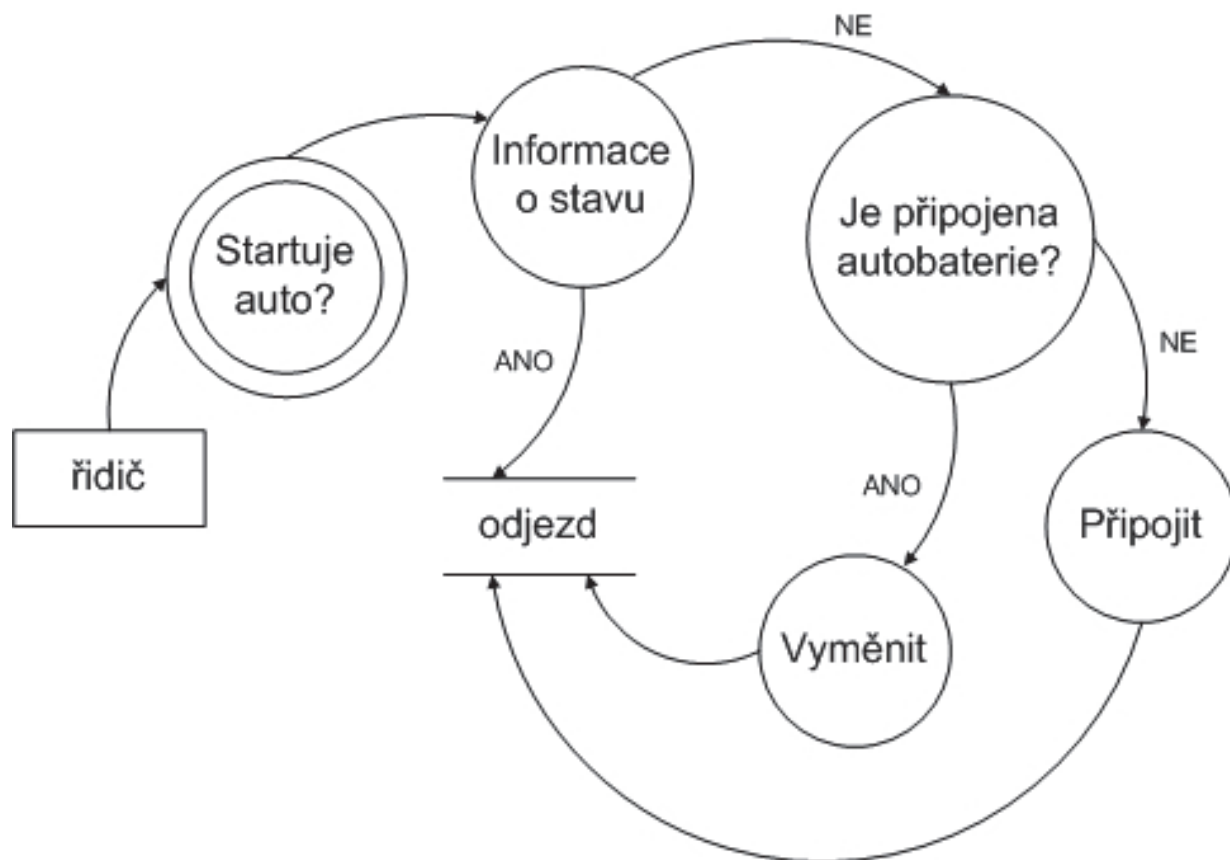 NE
Informace
o stavu
Je připojena
autobaterie?
Startuje
auto?
NE
ANO
řidič
ANO
odjezd
Připojit
Vyměnit